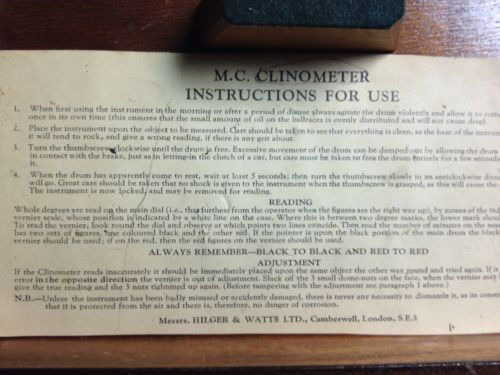 M.C. CLINOMETER
INSTRUCTIONS FOR USE
1. When first using the instrument in the morning or after a period of disuse always agitate the drum violently and allow it to come
once in its own time (this ensures that the small amount of oil on the ballraces is evenly distributed and will not cause drag)
2. Place the instrument upon the object to be measured. Care should be taken to see that everything is clean, as the base of the instrum
it will tend to rock, and give a wrong reading, if there is any grit about.
3. Turn the thumbscrew clockwise until the drum is free. Excessive movement of the drum can be damped out by allowing the drum
in contact with the brake, just as in letting-in the clutch of a car, but care must be taken to free the drum entirely for a few second
4. When the drum has apparently come to rest, wait at least 5 seconds; then turn the thumbscrew slowly in an anticlockwise direc
will go. Great care should be taken that no shock is given to the instrument when the thumbscrew is grasped, as this will cause the
The instrument is now locked, and may be removed for reading.
READING
Whole degrees are read on the main dial (i.e., that furthest from the operator when the figures are the right way up), by means of the
vernier scale, whose position is indicated by a white line on the case. Where this is between two degree marks, the lower mark shou
To read the vernier, look round the dial and observe at which points two lines coincide. Then read the number of minutes on the
has two sets of figures, one coloured black and the other red. If the pointer is upon the black portion of the main drum the black
vernier should be used; if on the red, then the red figures on the vernier should be used.
ALWAYS REMEMBER—BLACK TO BLACK AND RED TO RED
ADJUSTMENT
If the Clinometer reads inaccurately it should be immediately placed upon the same object the other way round and tried again. If
error in the opposite direction the vernier is out of adjustment. Slack off the 3 small dome-nuts on the face, when the vernier may
give the true reading and the 3 nuts tightened up again. (Before tampering with the adjustment see paragraph 1 above.)
N.B.—Unless the instrument has been badly misused or accidentally damaged, there is never any necessity to dismantle it, as its const
that it is protected from the air and there is, therefore, no danger of corrosion.
Messrs. HILGER & WATTS LTD., Camberwell, London, S.E.5